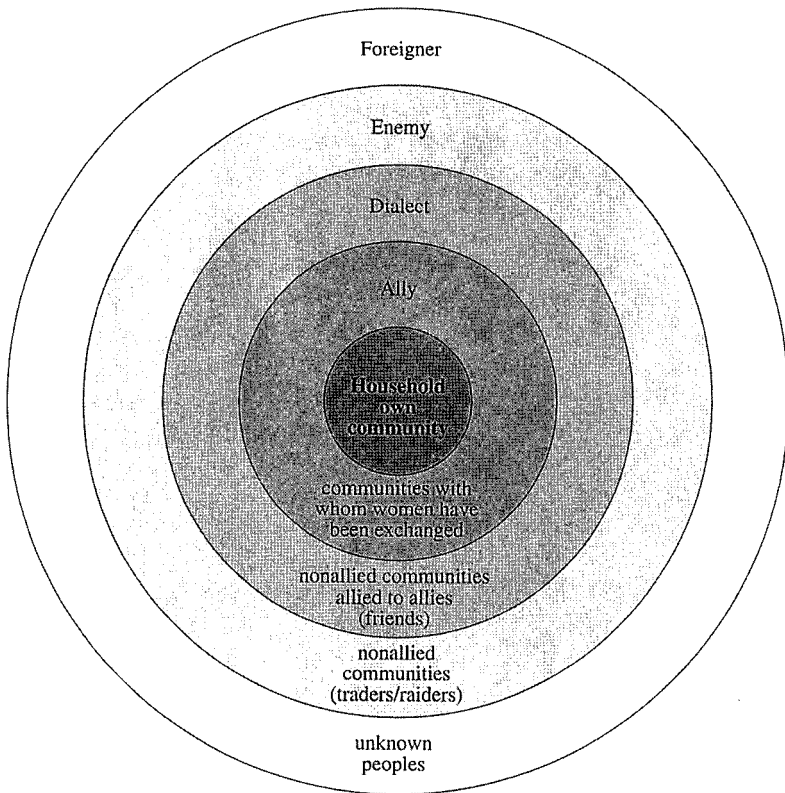 Foreigner
Enemy
Dialect
Ally
Household
own
community
communities with
whom women have
been exchanged
nonallied communities
allied to allies
(friends)
nonallied
communities
(traders/raiders)
unknown
peoples